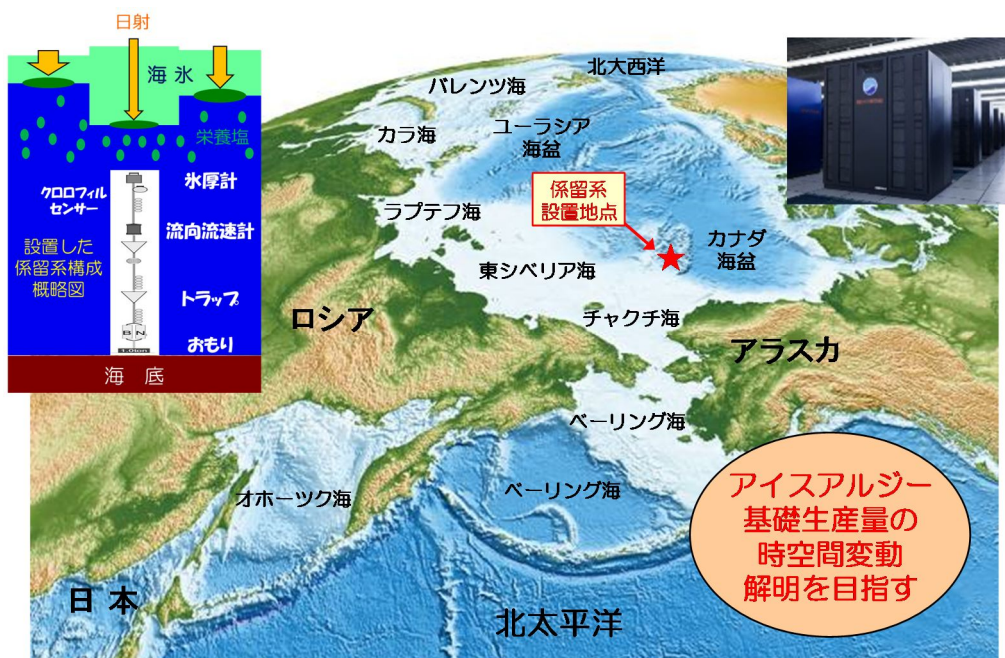 日射
海 氷
栄養塩
氷厚計
クロロフィル
センサー
流向流速計
設置した
係留系構成
概略図
トラップ
B.N.
おもり
海 底
北大西洋
バレンツ海
カラ海
ユーラシア
海盆
係留系
設置地点
ラプテフ海
カナダ
海盆
東シベリア海
チャクチ海
ロシア
アラスカ
ベーリング海
オホーツク海
ベーリング海
日 本
北太平洋
アイスアルジー
基礎生産量の
時空間変動
解明を目指す